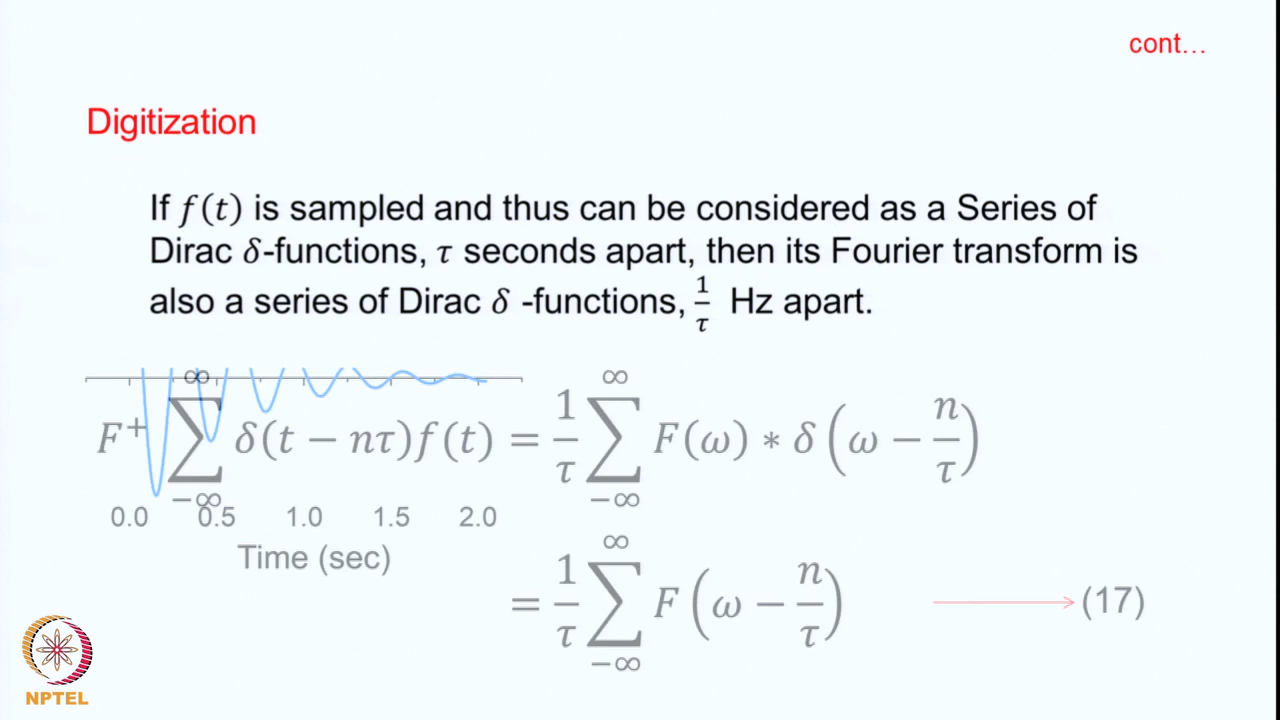 cont...
Digitization
If f(t) is sampled and thus can be considered as a Series of
Dirac δ-functions, τ seconds apart, then its Fourier transform is
also a series of Dirac δ -functions, 1/τ Hz apart.
F⁺ ∑_{−∞}^{∞} δ(t − nτ)f(t) = 1/τ ∑_{−∞}^{∞} F(ω) ∗ δ(ω − n/τ)
0.0 0.5 1.0 1.5 2.0
Time (sec)
= 1/τ ∑_{−∞}^{∞} F(ω − n/τ) (17)
NPTEL